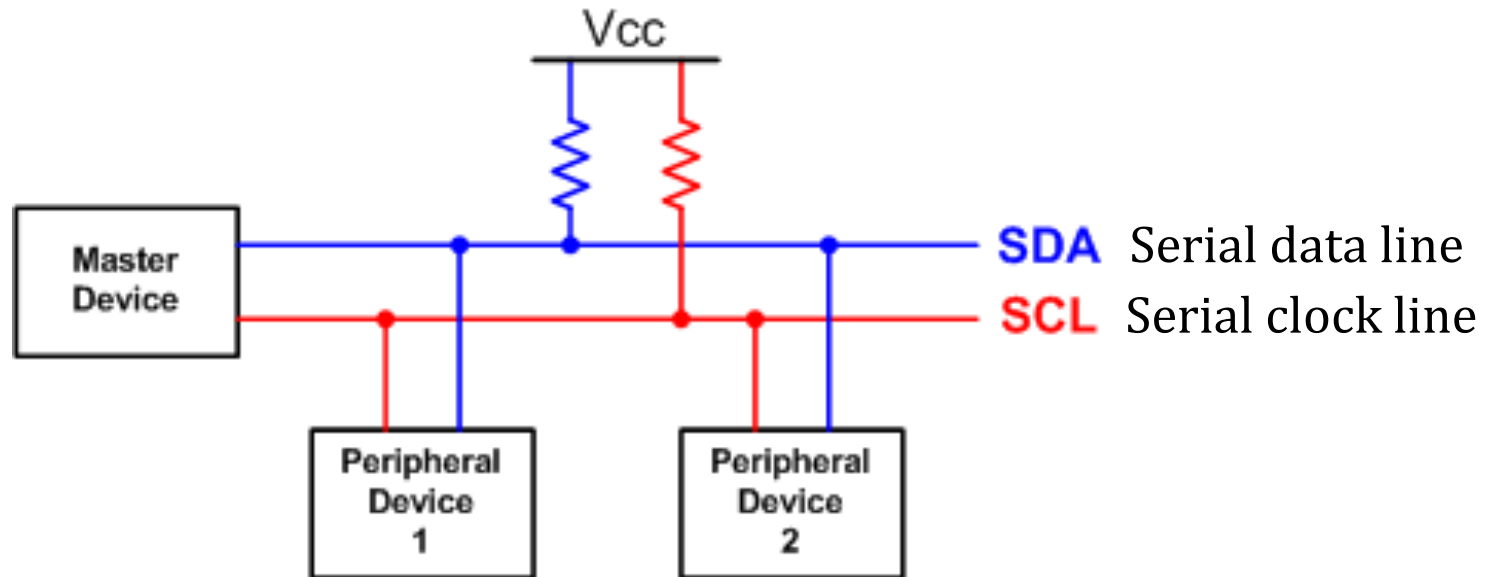 Vcc
Master
Device
SDA Serial data line
SCL Serial clock line
Peripheral
Device
1
Peripheral
Device
2